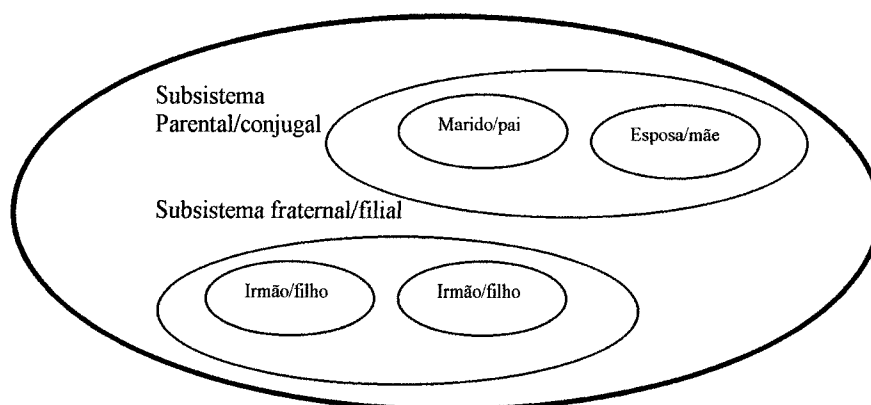 Subsistema
Parental/conjugal
Marido/pai
Esposa/mãe
Subsistema fraternal/filial
Irmão/filho
Irmão/filho